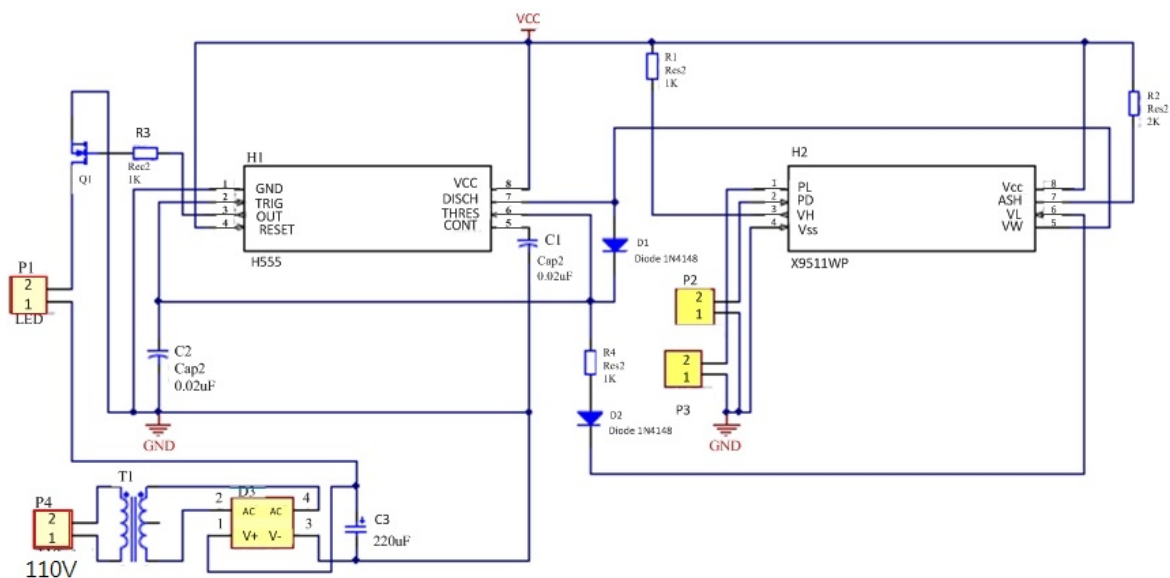 VCC
R1
Res2
1K
R2
Res2
2K
R3
Rec2
1K
Q1
H1
1 GND
2 TRIG
3 OUT
4 RESET
VCC 8
DISCH 7
THRES 6
CONT 5
H555
C1
Cap2
0.02uF
D1
Diode 1N4148
H2
1 PL
2 PD
3 VH
4 Vss
Vcc 8
ASH 7
VL 6
VW 5
X9511WP
P1
2
1
LED
P2
2
1
2
1
P3
C2
Cap2
0.02uF
R4
Res2
1K
D2
Diode 1N4148
GND
GND
T1
P4
2
1
110V
D3
2 AC AC 4
1 V+ V- 3
C3
220uF